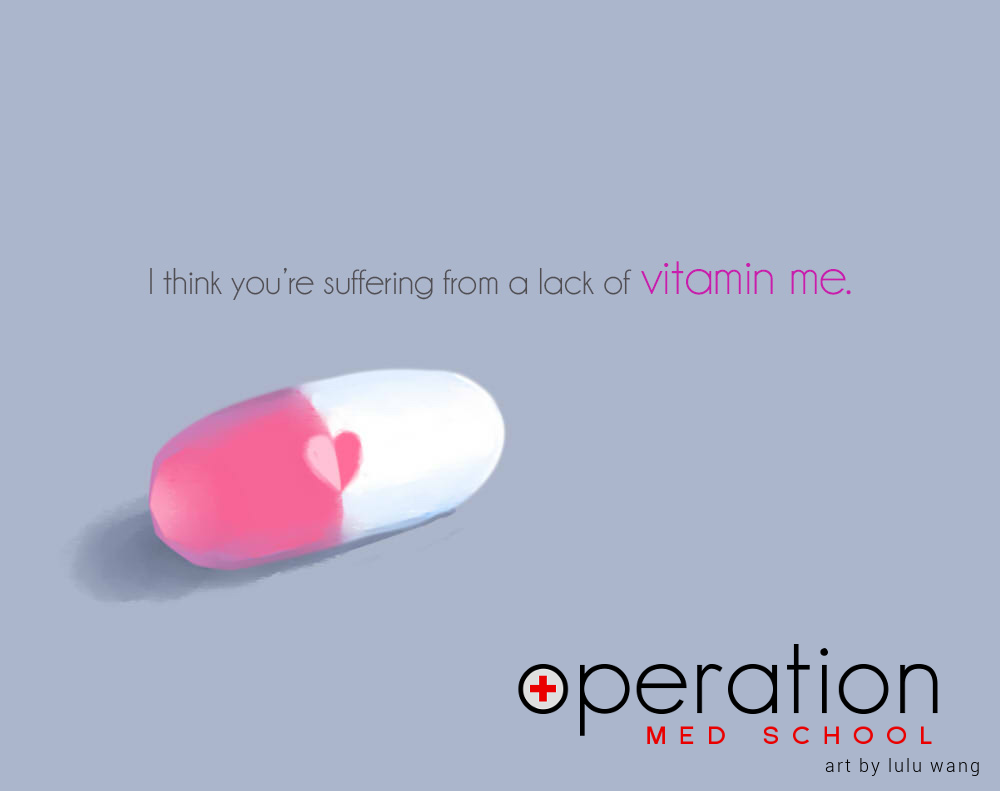 I think you’re suffering from a lack of vitamin me.
operation
MED SCHOOL
art by lulu wang